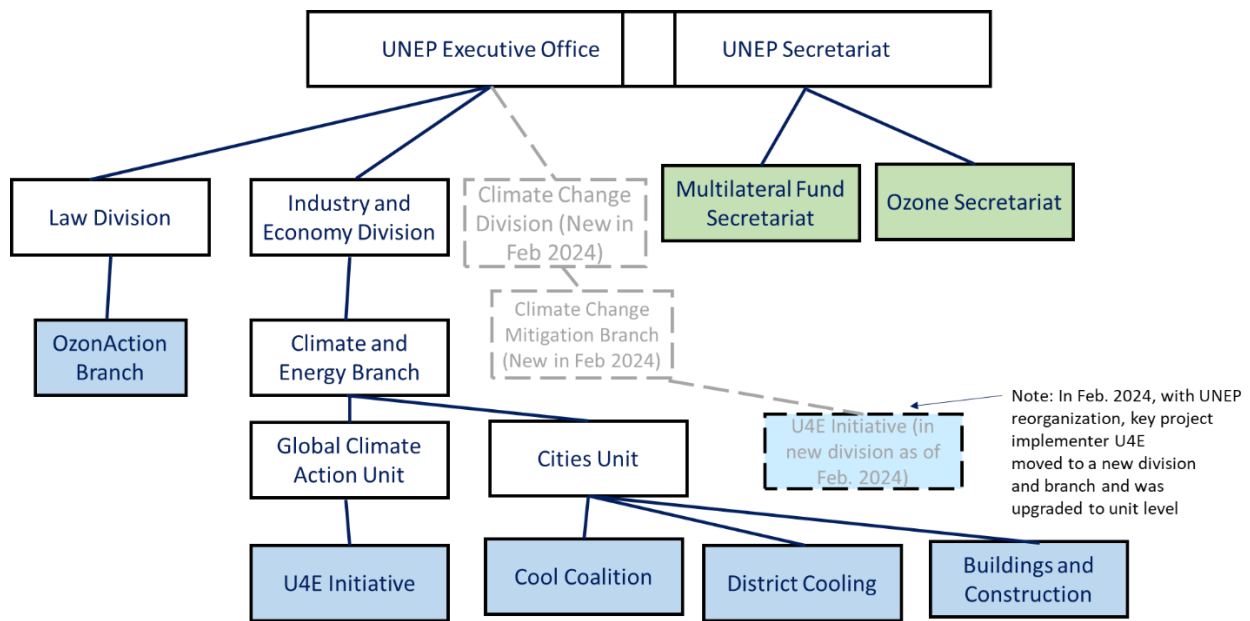 UNEP Executive Office
UNEP Secretariat
Law Division
Industry and
Economy Division
Climate Change
Division (New in
Feb 2024)
Multilateral Fund
Secretariat
Ozone Secretariat
OzonAction
Branch
Climate and
Energy Branch
Climate Change
Mitigation Branch
(New in Feb 2024)
Global Climate
Action Unit
Cities Unit
U4E Initiative (in
new division as of
Feb. 2024)
Note: In Feb. 2024, with UNEP
reorganization, key project
implementer U4E
moved to a new division
and branch and was
upgraded to unit level
U4E Initiative
Cool Coalition
District Cooling
Buildings and
Construction